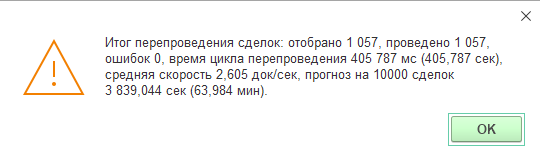 Итог перепроведения сделок: отобрано 1 057, проведено 1 057,
ошибок 0, время цикла перепроведения 405 787 мс (405,787 сек),
средняя скорость 2,605 док/сек, прогноз на 10000 сделок
3 839,044 сек (63,984 мин).
ОК